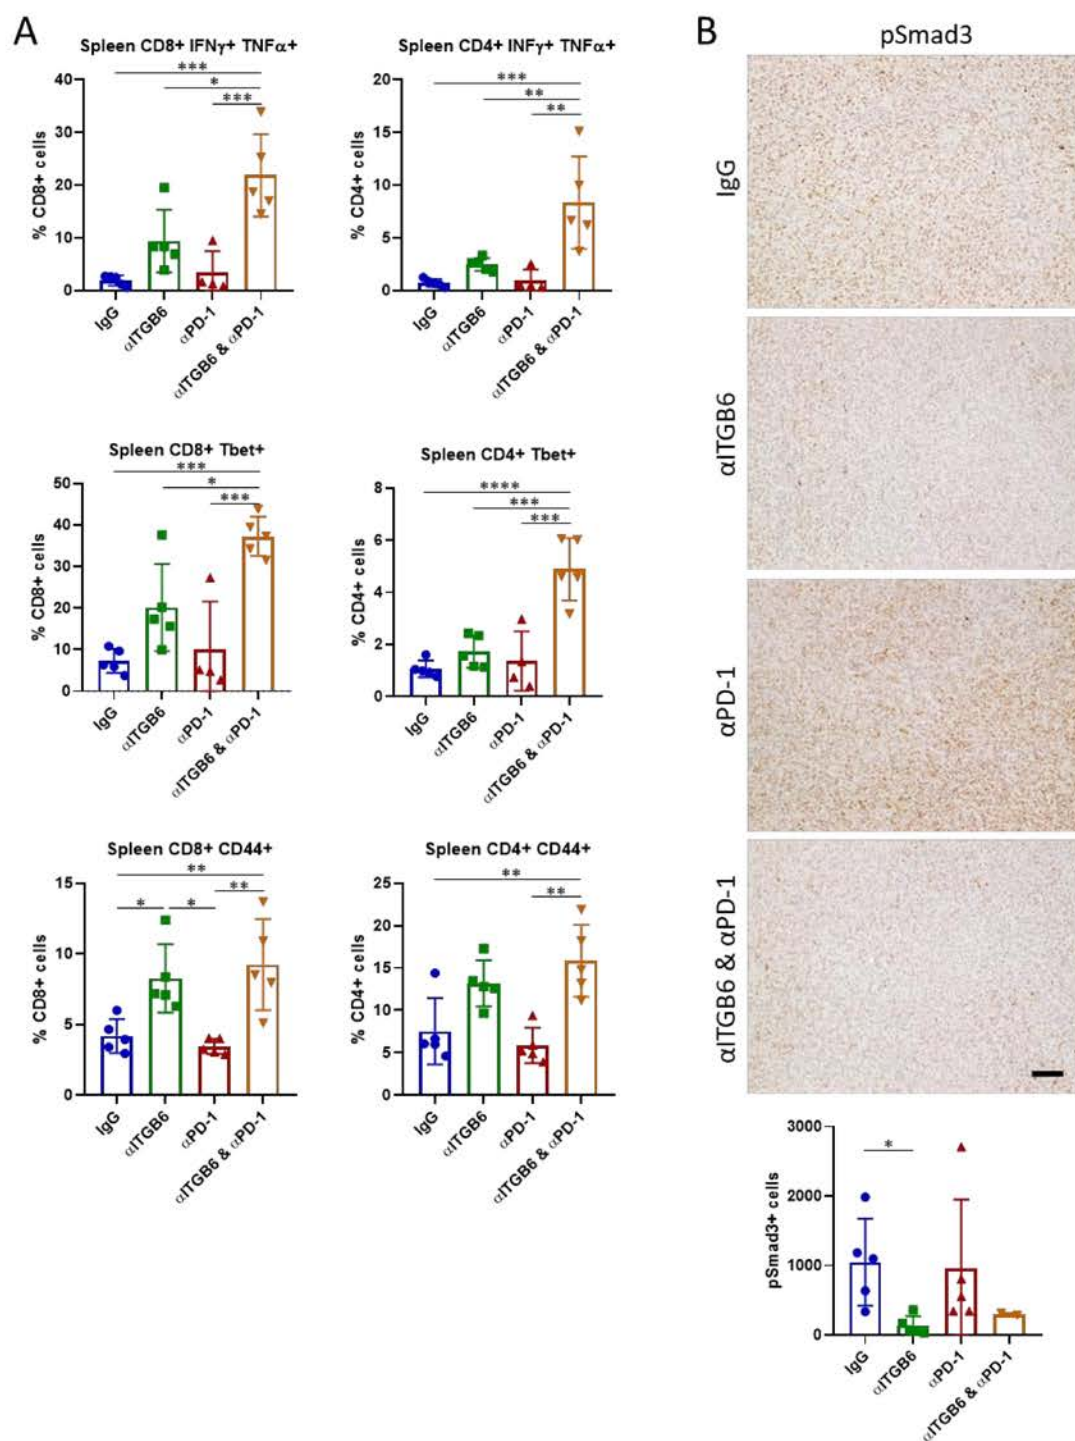 A
Spleen CD8+ IFNγ+ TNFα+
***
*
***
40
30
20
10
0
% CD8+ cells
IgG
αITGB6
αPD-1
αITGB6 & αPD-1
Spleen CD4+ INFγ+ TNFα+
***
**
**
20
15
10
5
0
% CD4+ cells
IgG
αITGB6
αPD-1
αITGB6 & αPD-1
Spleen CD8+ Tbet+
***
*
***
50
40
30
20
10
0
% CD8+ cells
IgG
αITGB6
αPD-1
αITGB6 & αPD-1
Spleen CD4+ Tbet+
****
***
***
8
6
4
2
0
% CD4+ cells
IgG
αITGB6
αPD-1
αITGB6 & αPD-1
Spleen CD8+ CD44+
**
**
*
*
15
10
5
0
% CD8+ cells
IgG
αITGB6
αPD-1
αITGB6 & αPD-1
Spleen CD4+ CD44+
**
**
25
20
15
10
5
0
% CD4+ cells
IgG
αITGB6
αPD-1
αITGB6 & αPD-1
B
pSmad3
IgG
αITGB6
αPD-1
αITGB6 & αPD-1
*
3000
2000
1000
0
pSmad3+ cells
IgG
αITGB6
αPD-1
αITGB6 & αPD-1